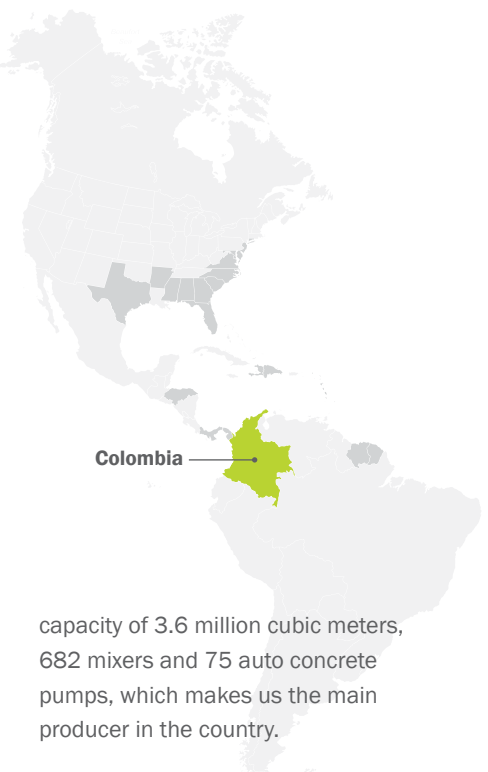 Colombia
capacity of 3.6 million cubic meters,
682 mixers and 75 auto concrete
pumps, which makes us the main
producer in the country.